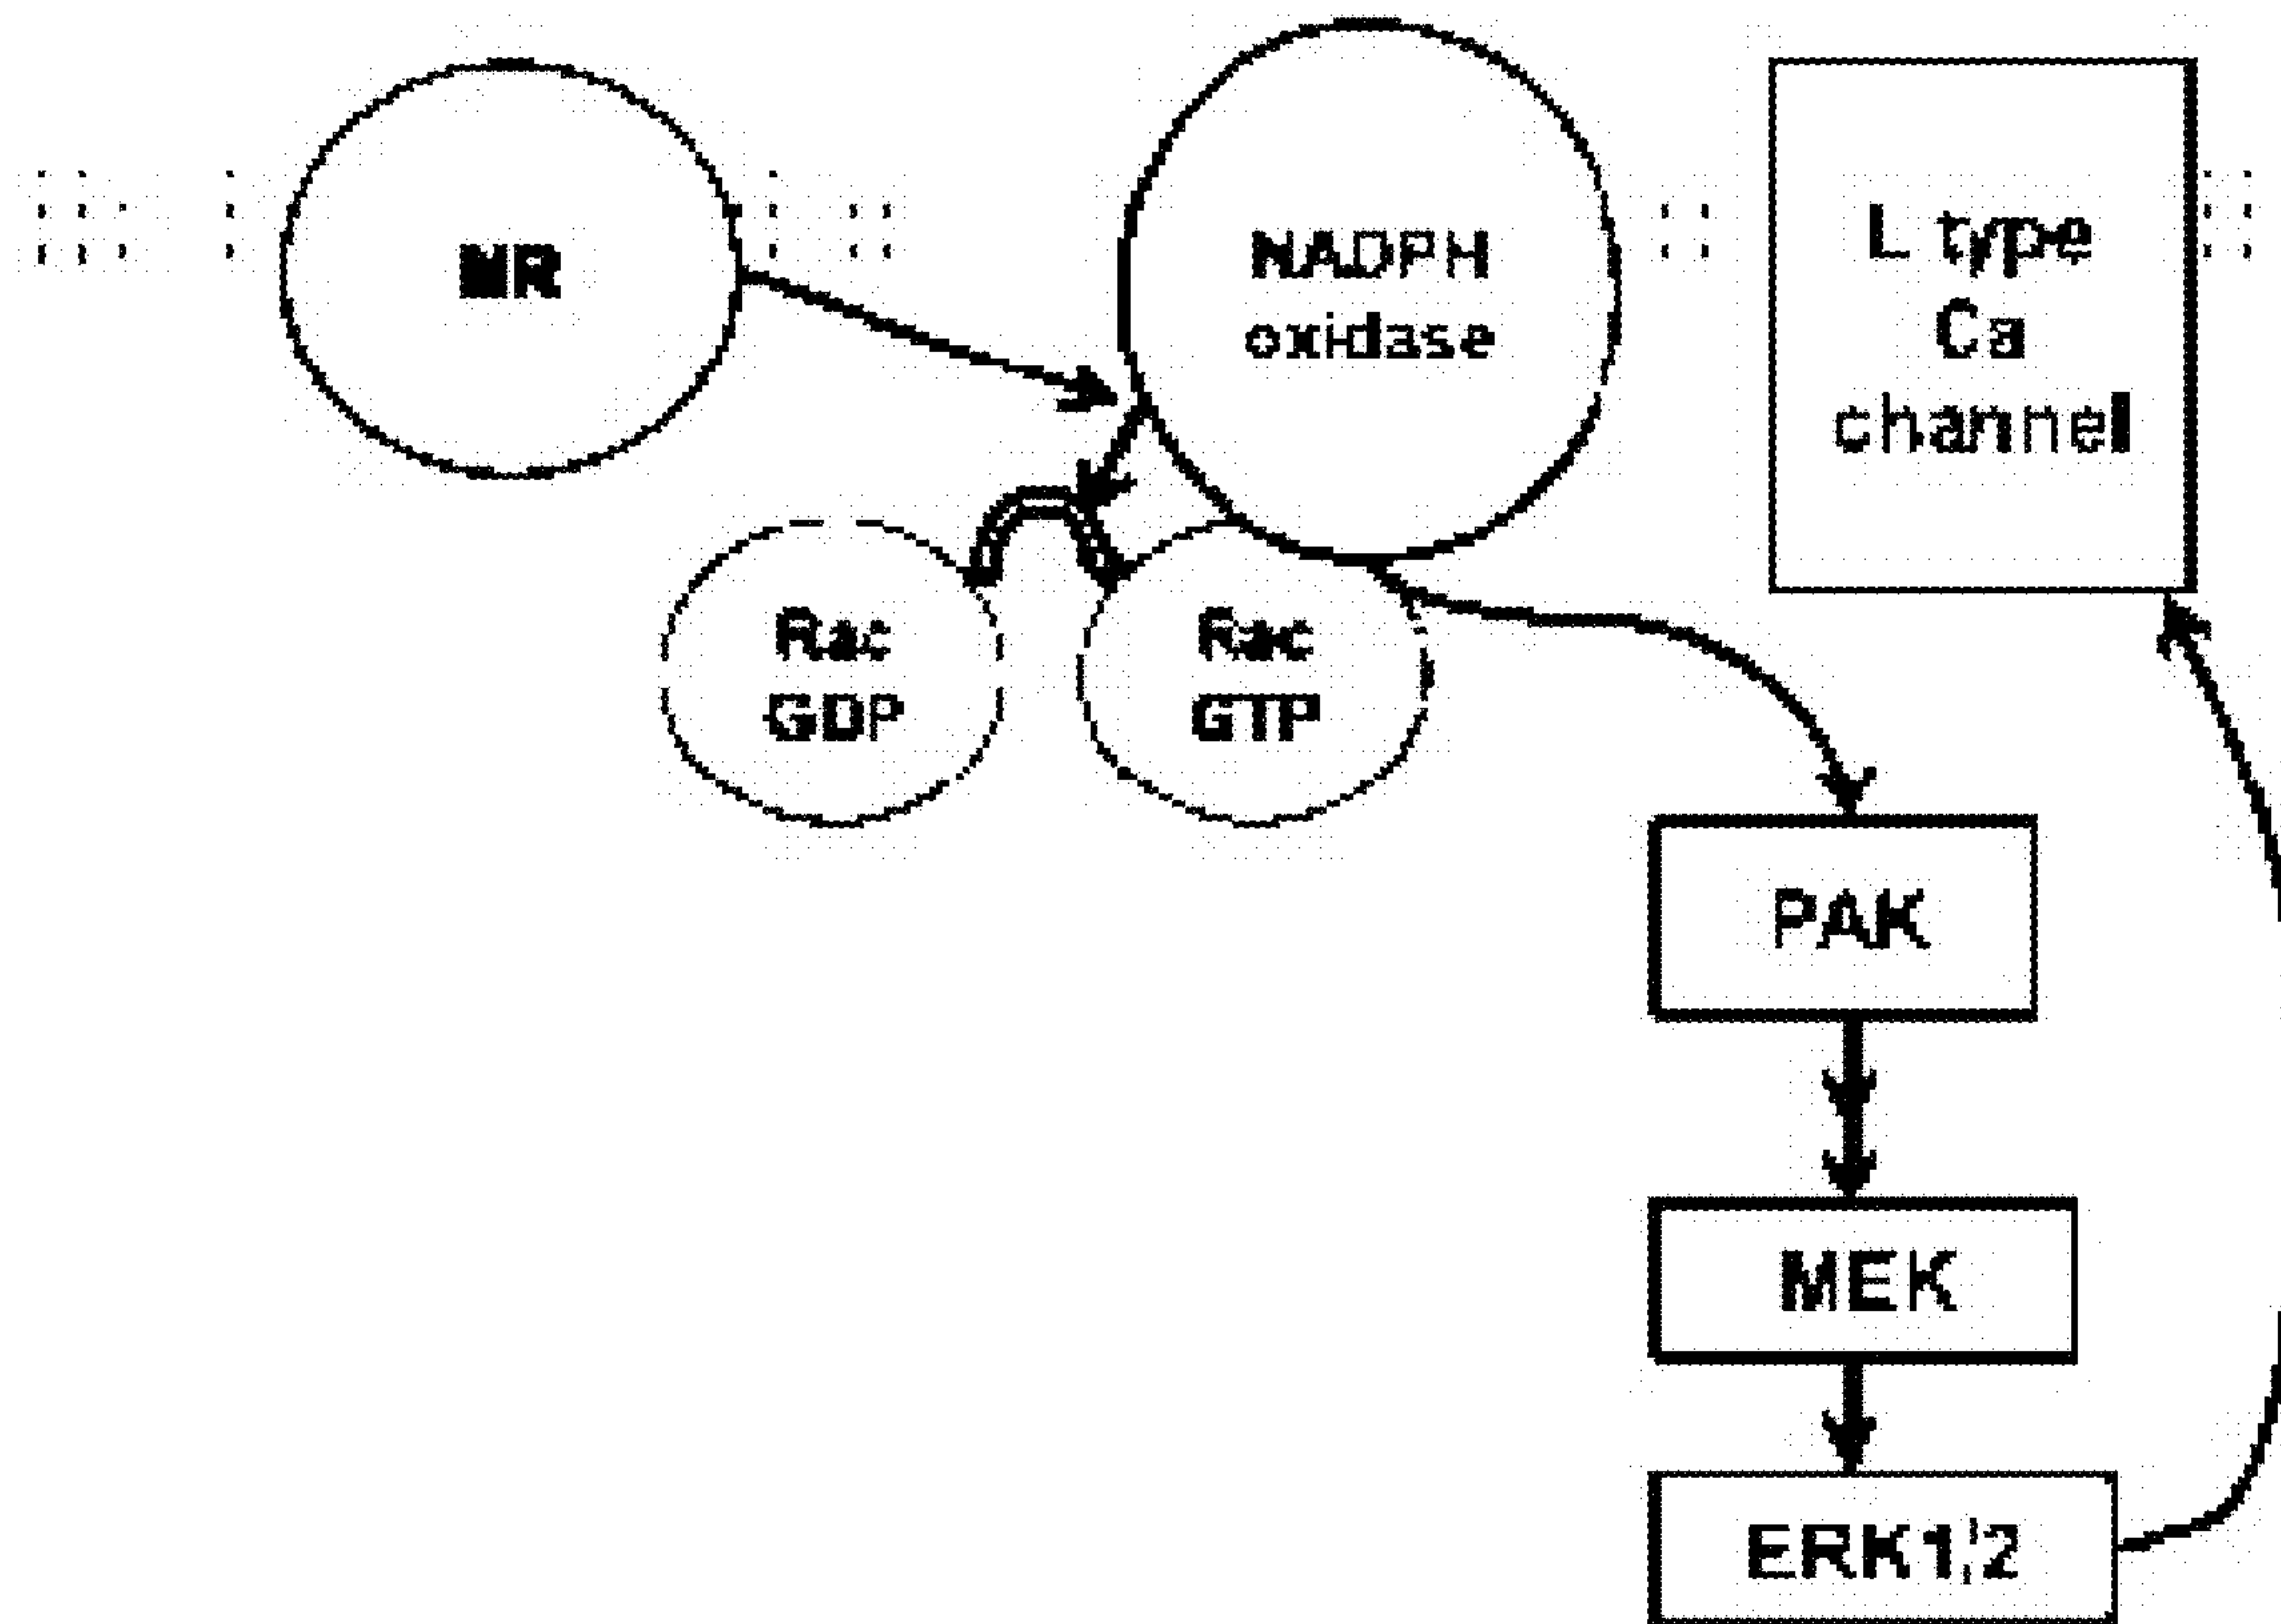 MR
NADPH
oxidase
L type
Ca
channel
Rac
GDP
Rac
GTP
PAK
MEK
ERK1/2